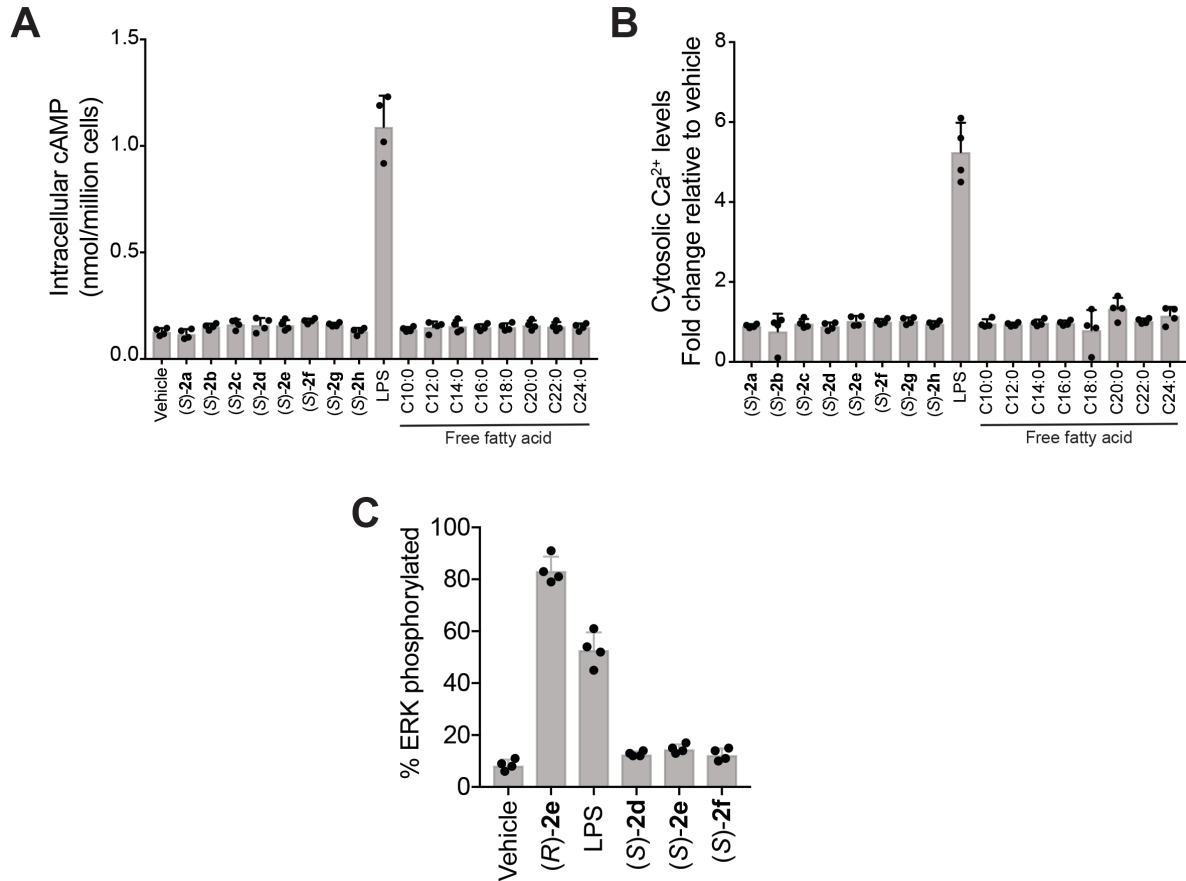 A
Intracellular cAMP
(nmol/million cells)
1.5
1.0
0.5
0.0
Vehicle
(S)-2a
(S)-2b
(S)-2c
(S)-2d
(S)-2e
(S)-2f
(S)-2g
(S)-2h
LPS
C10:0
C12:0
C14:0
C16:0
C18:0
C20:0
C22:0
C24:0
Free fatty acid
B
Cytosolic Ca²⁺ levels
Fold change relative to vehicle
8
6
4
2
0
(S)-2a
(S)-2b
(S)-2c
(S)-2d
(S)-2e
(S)-2f
(S)-2g
(S)-2h
LPS
C10:0
C12:0
C14:0
C16:0
C18:0
C20:0
C22:0
C24:0
Free fatty acid
C
% ERK phosphorylated
100
80
60
40
20
0
Vehicle
(R)-2e
LPS
(S)-2d
(S)-2e
(S)-2f